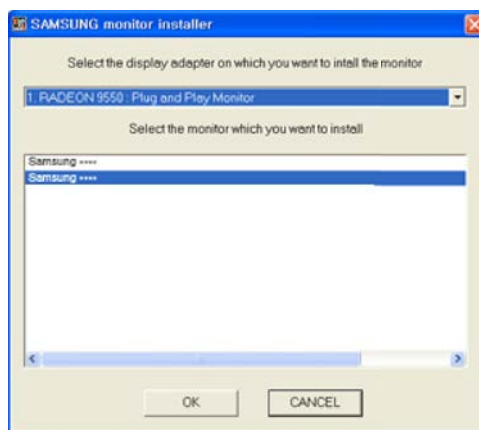 SAMSUNG monitor installer
Select the display adapter on which you want to intall the monitor
1. RADEON 9550 : Plug and Play Monitor
Select the monitor which you want to install
Samsung ****
Samsung ****
OK
CANCEL